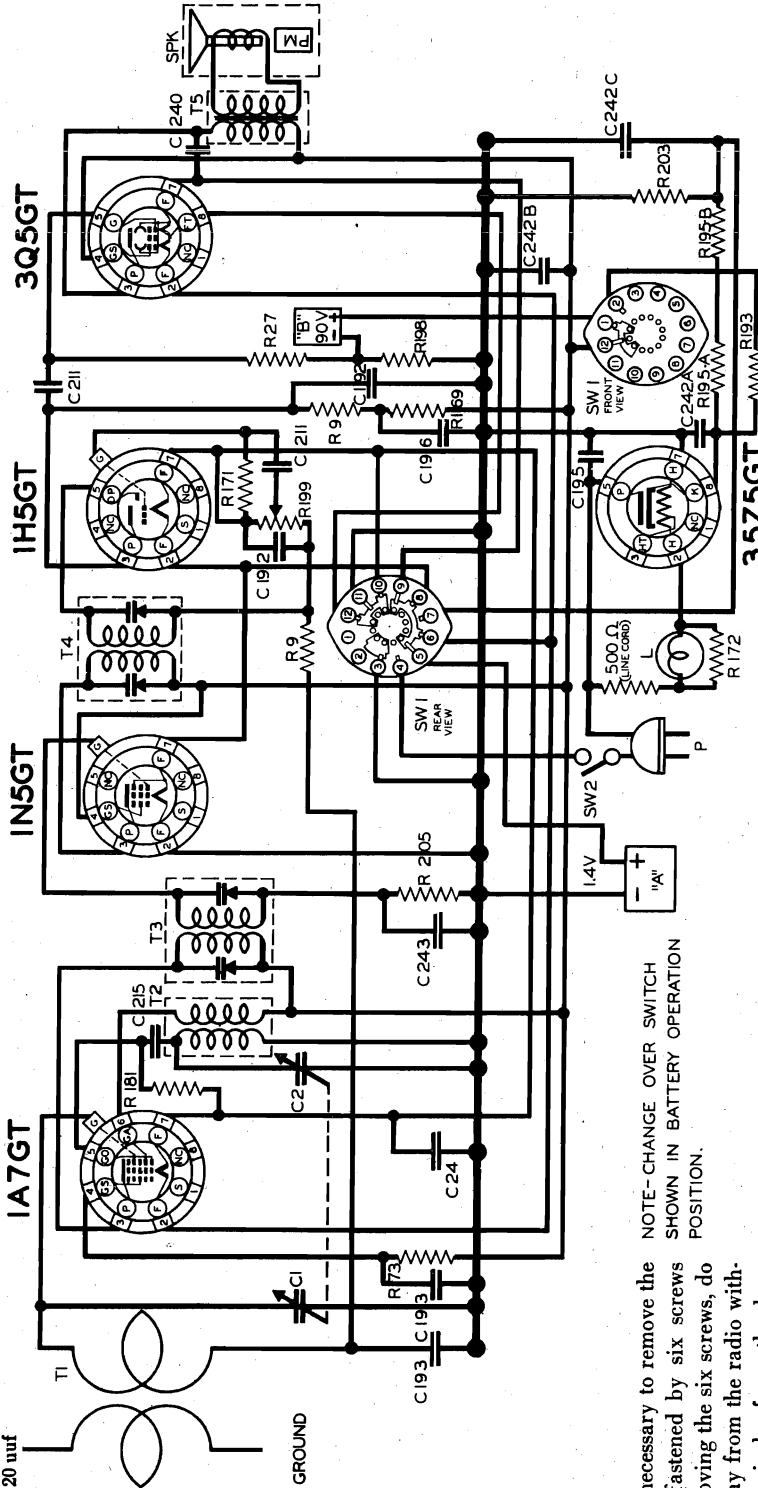 1A7GT
1N5GT
1H5GT
3Q5GT
35Z5GT
20 uuf
GROUND
T1
C1
C193
C193
R73
C24
C2
R181
C215
T2
T3
C243
R205
T4
R9
C192
R199
R171
C211
C211
R9
C196
R169
C192
R198
R27
"B"
90V
+
-
C240
T5
SPK
PM
C242B
C242C
R203
R195B
R195-A
C242A
R193
C195
SW1
FRONT
VIEW
SW1
REAR
VIEW
500 Ω
(LINE CORD)
L
R172
P
SW2
1.4V
- +
"A"
NOTE-CHANGE OVER SWITCH
SHOWN IN BATTERY OPERATION
POSITION.
necessary to remove the
fastened by six screws
oving the six screws, do
ay from the radio with-